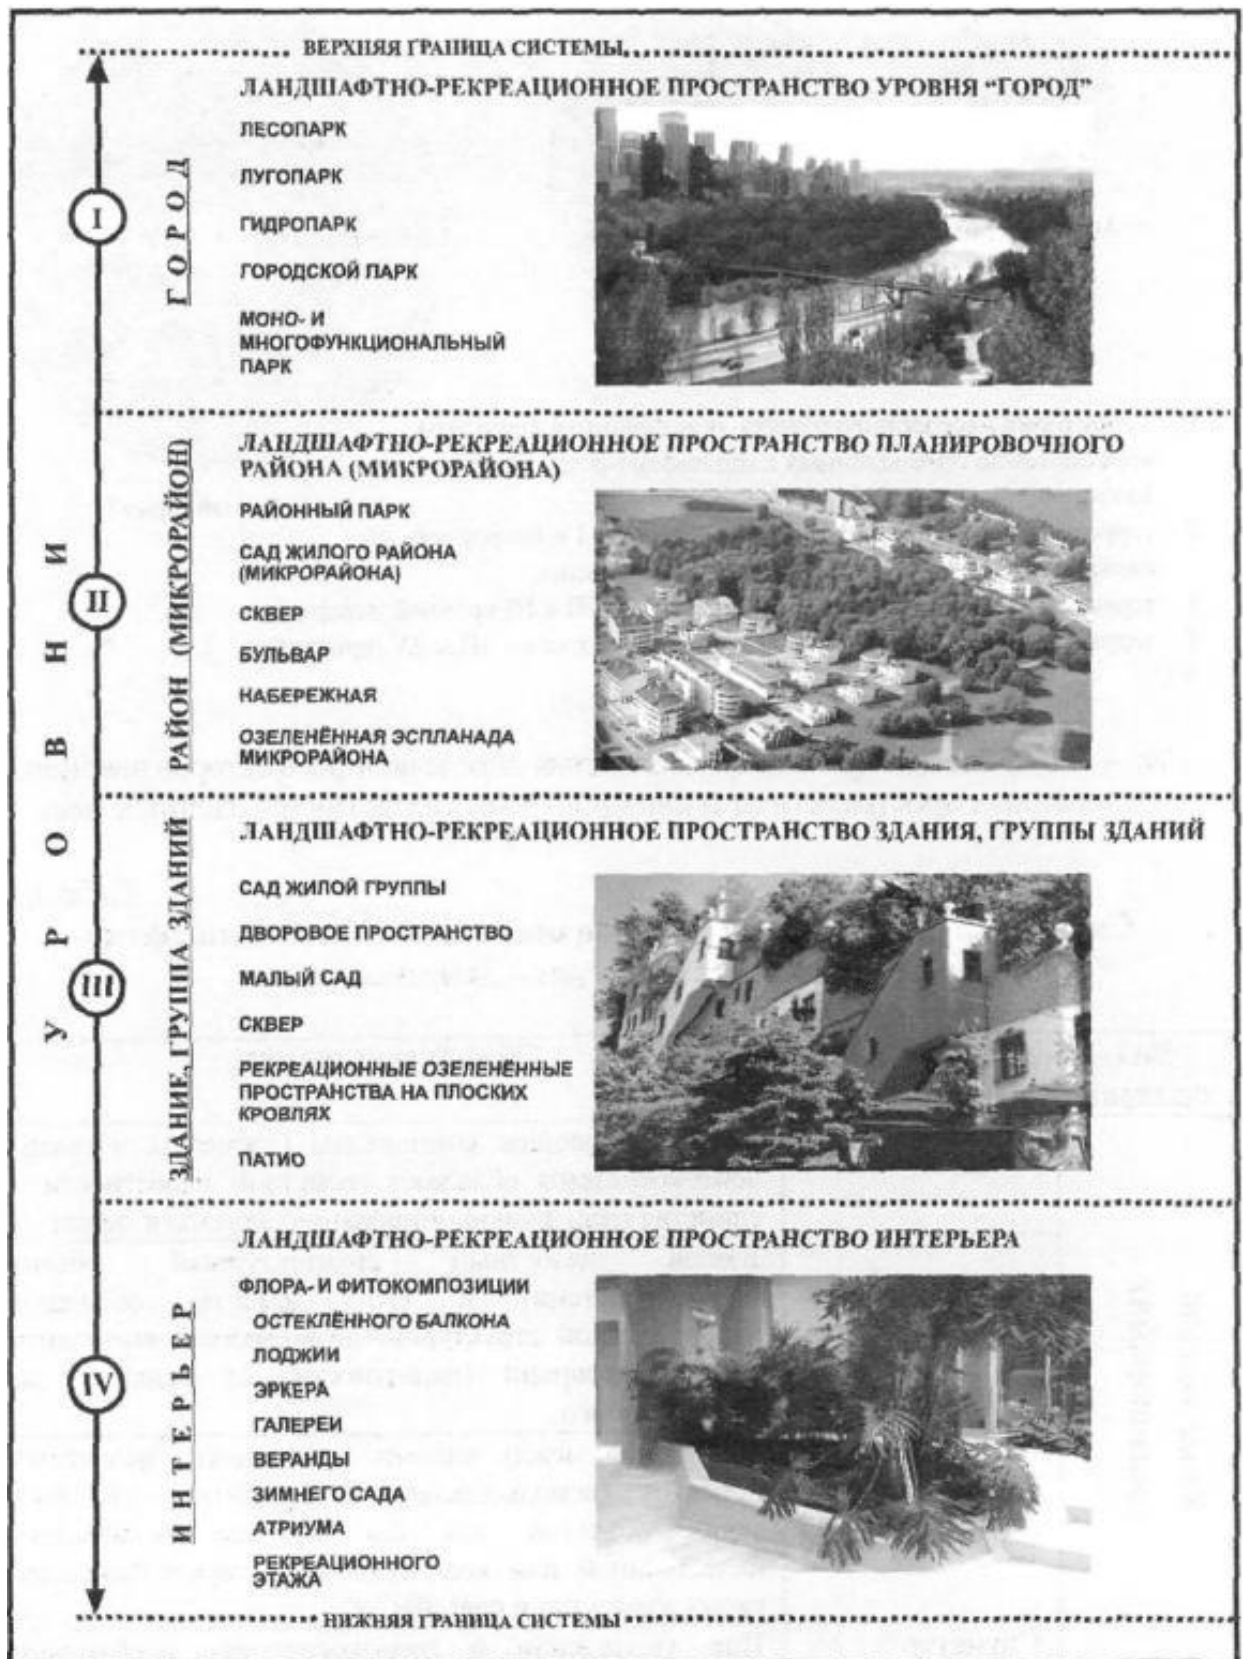 ВЕРХНЯЯ ГРАНИЦА СИСТЕМЫ
ЛАНДШАФТНО-РЕКРЕАЦИОННОЕ ПРОСТРАНСТВО УРОВНЯ “ГОРОД”
ЛЕСОПАРК
ЛУГОПАРК
ГИДРОПАРК
ГОРОДСКОЙ ПАРК
МОНО- И
МНОГОФУНКЦИОНАЛЬНЫЙ
ПАРК
I
ГОРОД
УРОВНИ
ЛАНДШАФТНО-РЕКРЕАЦИОННОЕ ПРОСТРАНСТВО ПЛАНИРОВОЧНОГО
РАЙОНА (МИКРОРАЙОНА)
РАЙОННЫЙ ПАРК
САД ЖИЛОГО РАЙОНА
(МИКРОРАЙОНА)
СКВЕР
БУЛЬВАР
НАБЕРЕЖНАЯ
ОЗЕЛЕНЁННАЯ ЭСПЛАНАДА
МИКРОРАЙОНА
II
РАЙОН (МИКРОРАЙОН)
ЛАНДШАФТНО-РЕКРЕАЦИОННОЕ ПРОСТРАНСТВО ЗДАНИЯ, ГРУППЫ ЗДАНИЙ
САД ЖИЛОЙ ГРУППЫ
ДВОРОВОЕ ПРОСТРАНСТВО
МАЛЫЙ САД
СКВЕР
РЕКРЕАЦИОННЫЕ ОЗЕЛЕНЁННЫЕ
ПРОСТРАНСТВА НА ПЛОСКИХ
КРОВЛЯХ
ПАТИО
III
ЗДАНИЕ, ГРУППА ЗДАНИЙ
ЛАНДШАФТНО-РЕКРЕАЦИОННОЕ ПРОСТРАНСТВО ИНТЕРЬЕРА
ФЛОРА- И ФИТОКОМПОЗИЦИИ
ОСТЕКЛЁННОГО БАЛКОНА
ЛОДЖИИ
ЭРКЕРА
ГАЛЕРЕИ
ВЕРАНДЫ
ЗИМНЕГО САДА
АТРИУМА
РЕКРЕАЦИОННОГО
ЭТАЖА
IV
ИНТЕРЬЕР
НИЖНЯЯ ГРАНИЦА СИСТЕМЫ